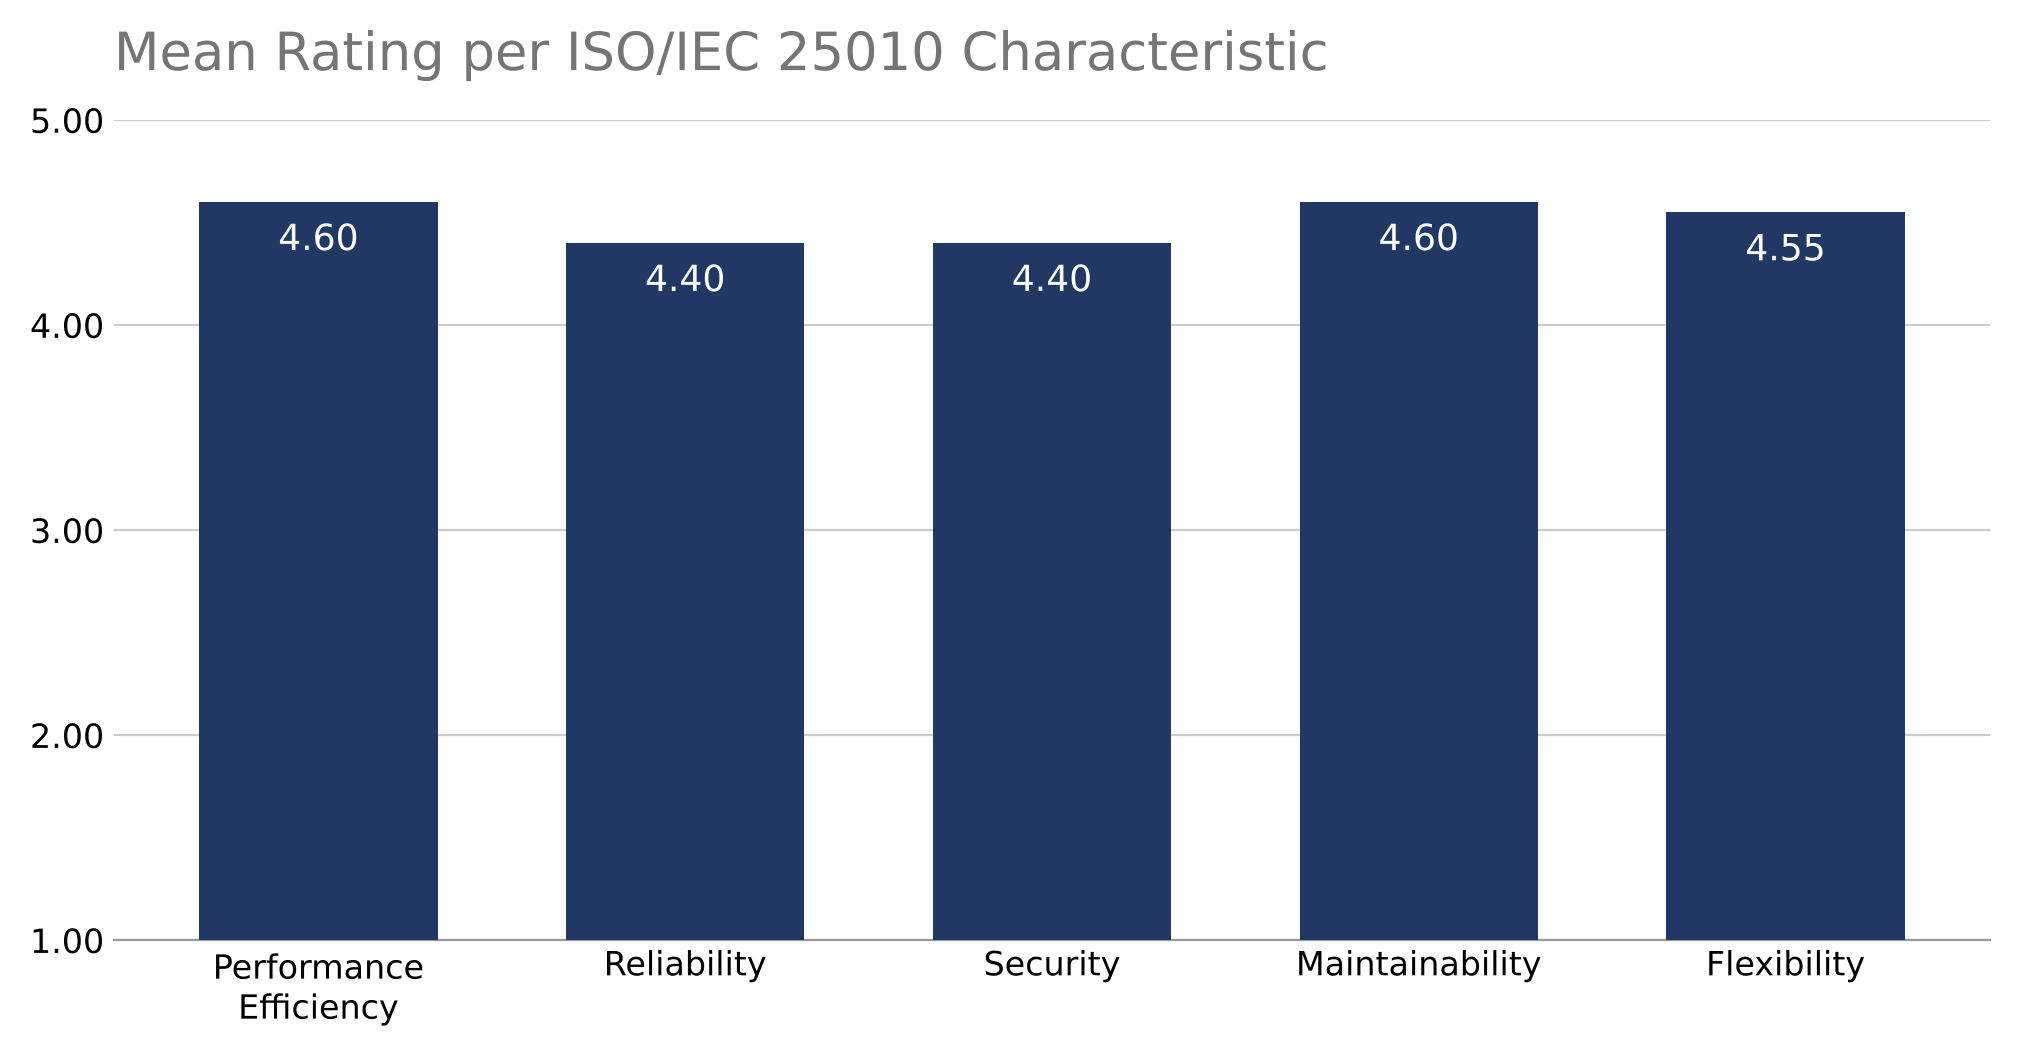 Mean Rating per ISO/IEC 25010 Characteristic
5.00
4.60
4.40
4.40
4.60
4.55
4.00
3.00
2.00
1.00
Performance
Efficiency
Reliability
Security
Maintainability
Flexibility